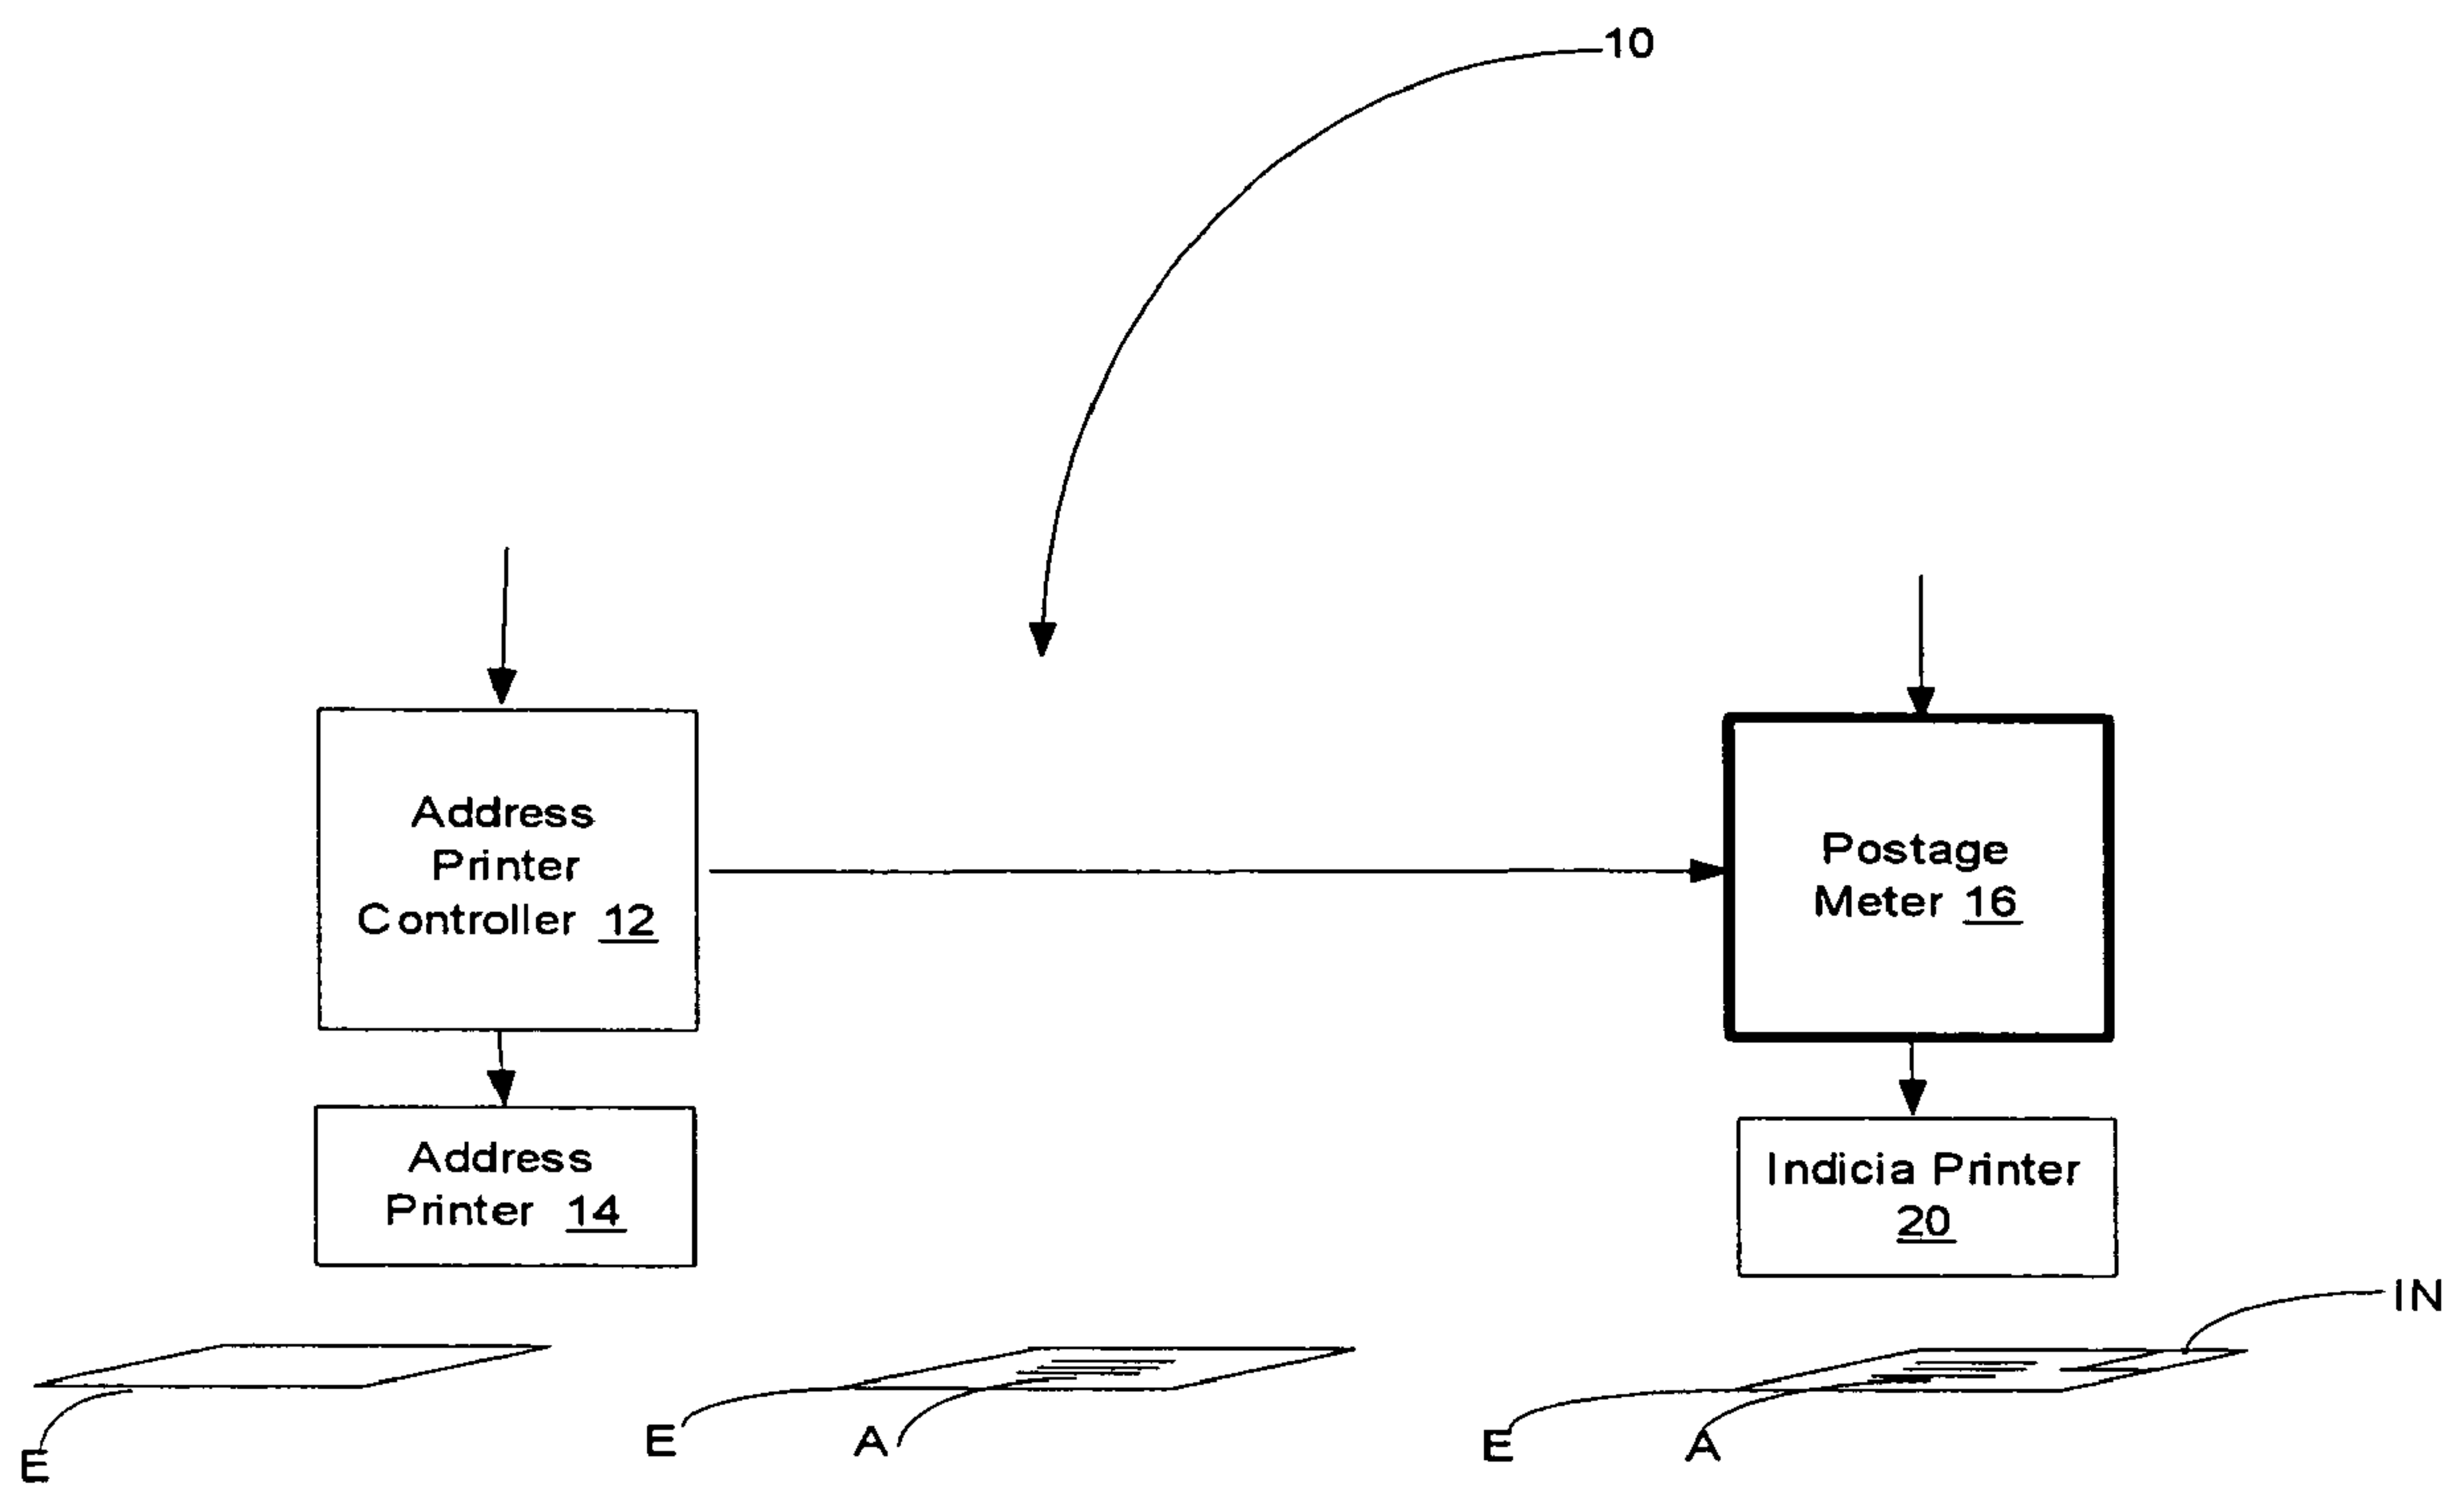 10
Address
Printer
Controller 12
Postage
Meter 16
Address
Printer 14
Indicia Printer
20
IN
E
E
A
E
A